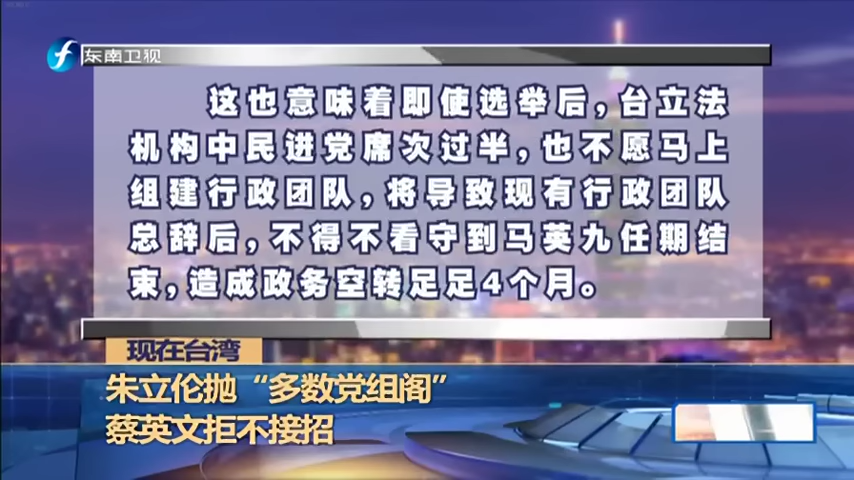 东南卫视
这也意味着即使选举后，台立法
机构中民进党席次过半，也不愿马上
组建行政团队，将导致现有行政团队
总辞后，不得不看守到马英九任期结
束，造成政务空转足足4个月。
现在台湾
朱立伦抛“多数党组阁”
蔡英文拒不接招